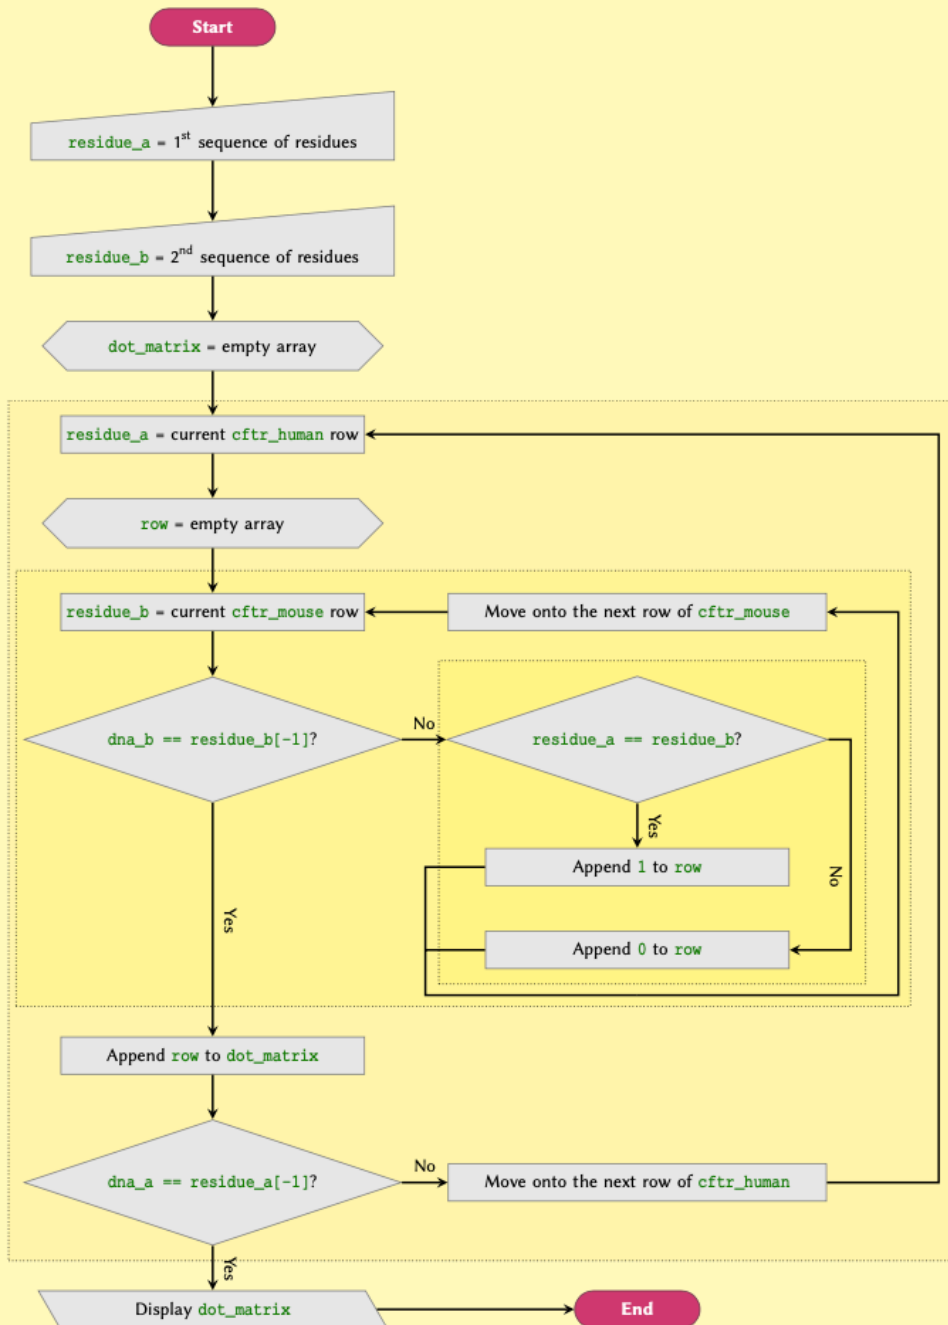 Start
residue_a = 1st sequence of residues
residue_b = 2nd sequence of residues
dot_matrix = empty array
residue_a = current cftr_human row
row = empty array
residue_b = current cftr_mouse row
Move onto the next row of cftr_mouse
dna_b == residue_b[-1]?
No
residue_a == residue_b?
Yes
Append 1 to row
No
Yes
Append 0 to row
Append row to dot_matrix
dna_a == residue_a[-1]?
No
Move onto the next row of cftr_human
Yes
Display dot_matrix
End